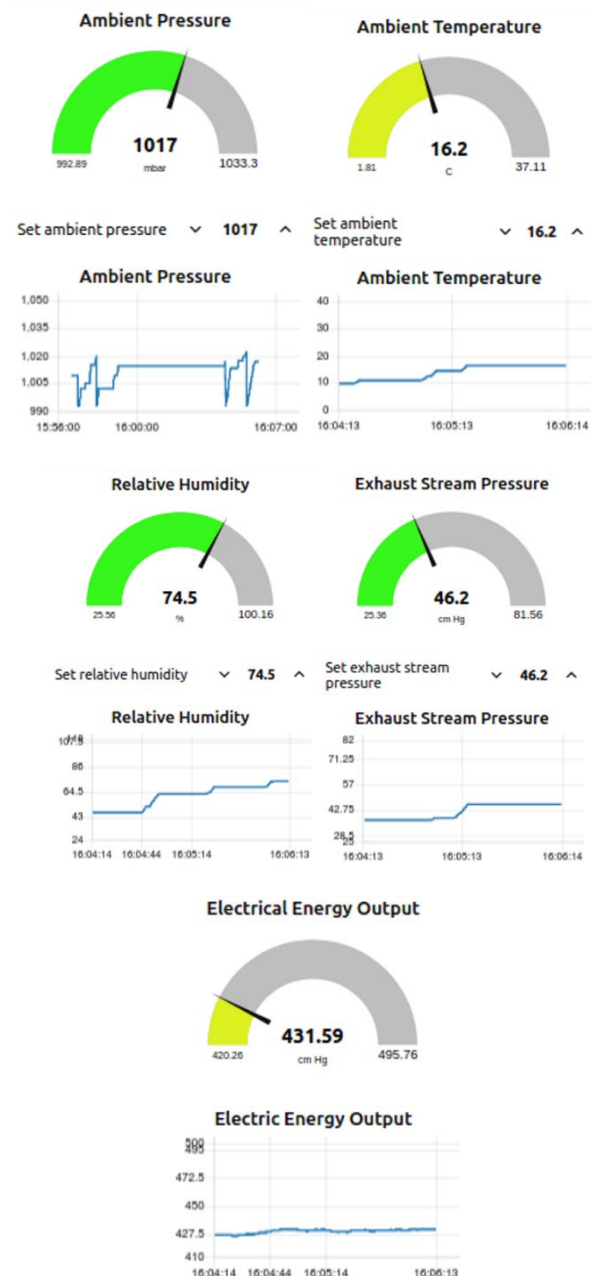 Ambient Pressure
Ambient Temperature
1017
mbar
992.89
1033.3
16.2
C
1.81
37.11
Set ambient pressure 1017
Set ambient
temperature
16.2
Ambient Pressure
1,050
1,035
1,020
1,005
990
15:56:00 16:00:00 16:07:00
Ambient Temperature
40
30
20
10
0
16:04:13 16:05:13 16:06:14
Relative Humidity
Exhaust Stream Pressure
74.5
%
25.56
100.16
46.2
cm Hg
25.36
81.56
Set relative humidity 74.5
Set exhaust stream
pressure
46.2
Relative Humidity
107.5
86
64.5
43
24
16:04:14 16:04:44 16:05:14 16:06:13
Exhaust Stream Pressure
82
71.25
57
42.75
28.5
25
16:04:13 16:05:13 16:06:14
Electrical Energy Output
431.59
cm Hg
420.26
495.76
Electric Energy Output
500
495
472.5
450
427.5
410
16:04:14 16:04:44 16:05:14 16:06:13